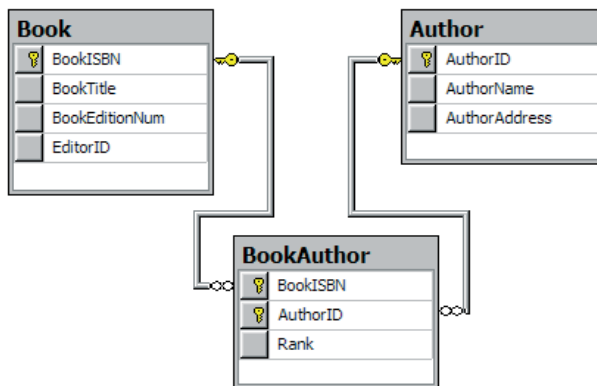 Book
BookISBN
BookTitle
BookEditionNum
EditorID
Author
AuthorID
AuthorName
AuthorAddress
BookAuthor
BookISBN
AuthorID
Rank